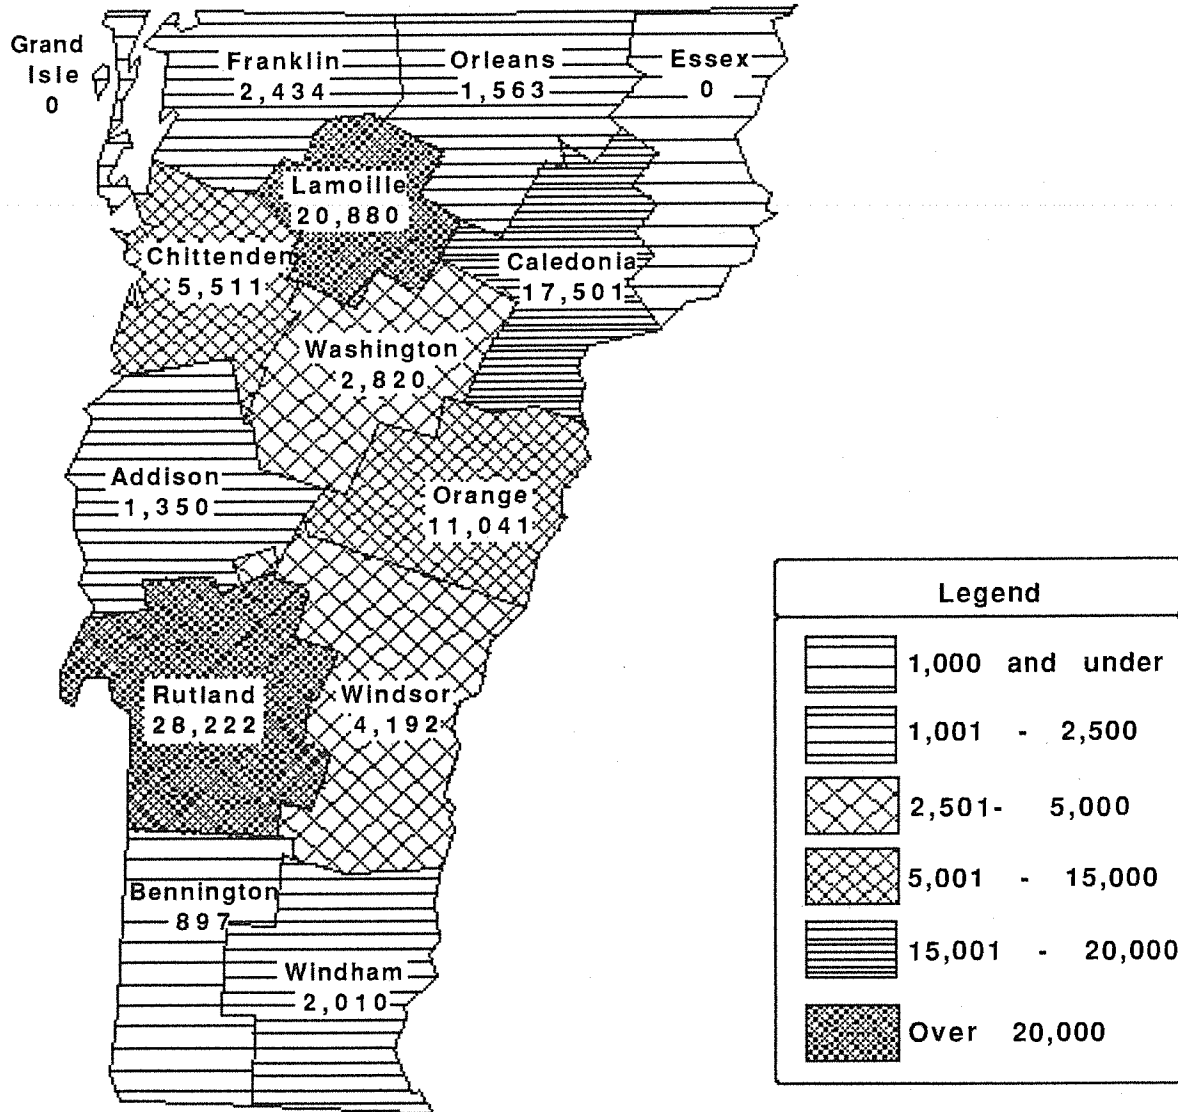 Grand
Isle
0
Franklin
2,434
Orleans
1,563
Essex
0
Lamoille
20,880
Chittenden
5,511
Caledonia
17,501
Washington
2,820
Addison
1,350
Orange
11,041
Rutland
28,222
Windsor
4,192
Bennington
897
Windham
2,010
Legend
1,000 and under
1,001 - 2,500
2,501- 5,000
5,001 - 15,000
15,001 - 20,000
Over 20,000